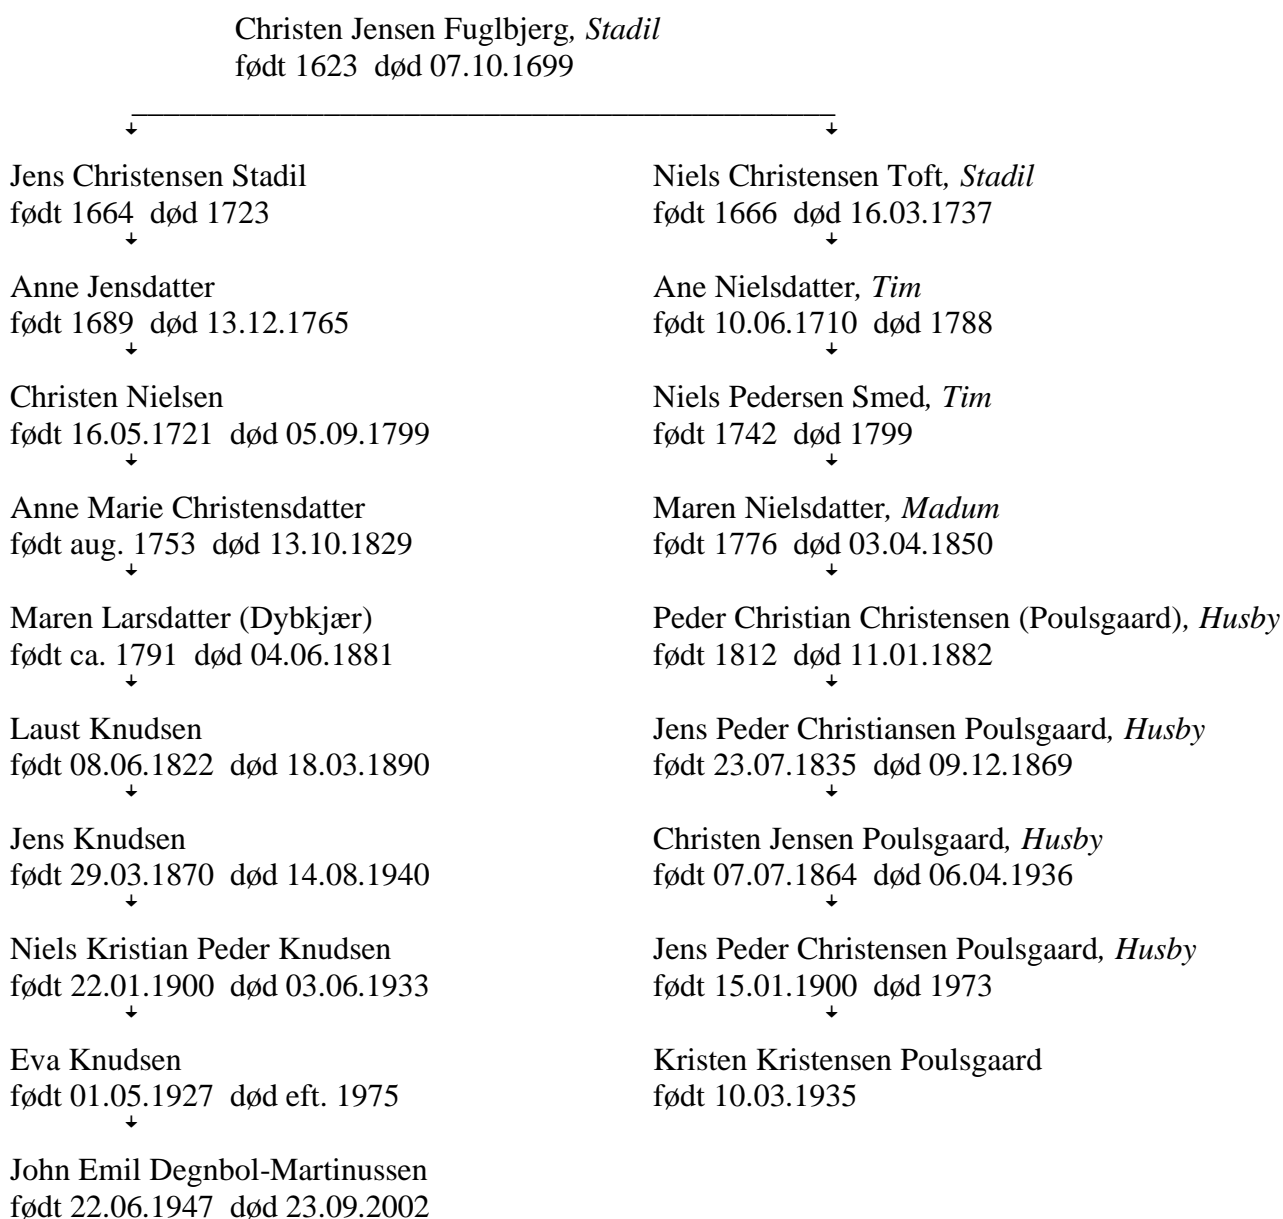 Christen Jensen Fuglbjerg, Stadil
født 1623 død 07.10.1699
Jens Christensen Stadil
født 1664 død 1723
Anne Jensdatter
født 1689 død 13.12.1765
Christen Nielsen
født 16.05.1721 død 05.09.1799
Anne Marie Christensdatter
født aug. 1753 død 13.10.1829
Maren Larsdatter (Dybkjær)
født ca. 1791 død 04.06.1881
Laust Knudsen
født 08.06.1822 død 18.03.1890
Jens Knudsen
født 29.03.1870 død 14.08.1940
Niels Kristian Peder Knudsen
født 22.01.1900 død 03.06.1933
Eva Knudsen
født 01.05.1927 død eft. 1975
John Emil Degnbol-Martinussen
født 22.06.1947 død 23.09.2002
Niels Christensen Toft, Stadil
født 1666 død 16.03.1737
Ane Nielsdatter, Tim
født 10.06.1710 død 1788
Niels Pedersen Smed, Tim
født 1742 død 1799
Maren Nielsdatter, Madum
født 1776 død 03.04.1850
Peder Christian Christensen (Poulsgaard), Husby
født 1812 død 11.01.1882
Jens Peder Christiansen Poulsgaard, Husby
født 23.07.1835 død 09.12.1869
Christen Jensen Poulsgaard, Husby
født 07.07.1864 død 06.04.1936
Jens Peder Christensen Poulsgaard, Husby
født 15.01.1900 død 1973
Kristen Kristensen Poulsgaard
født 10.03.1935